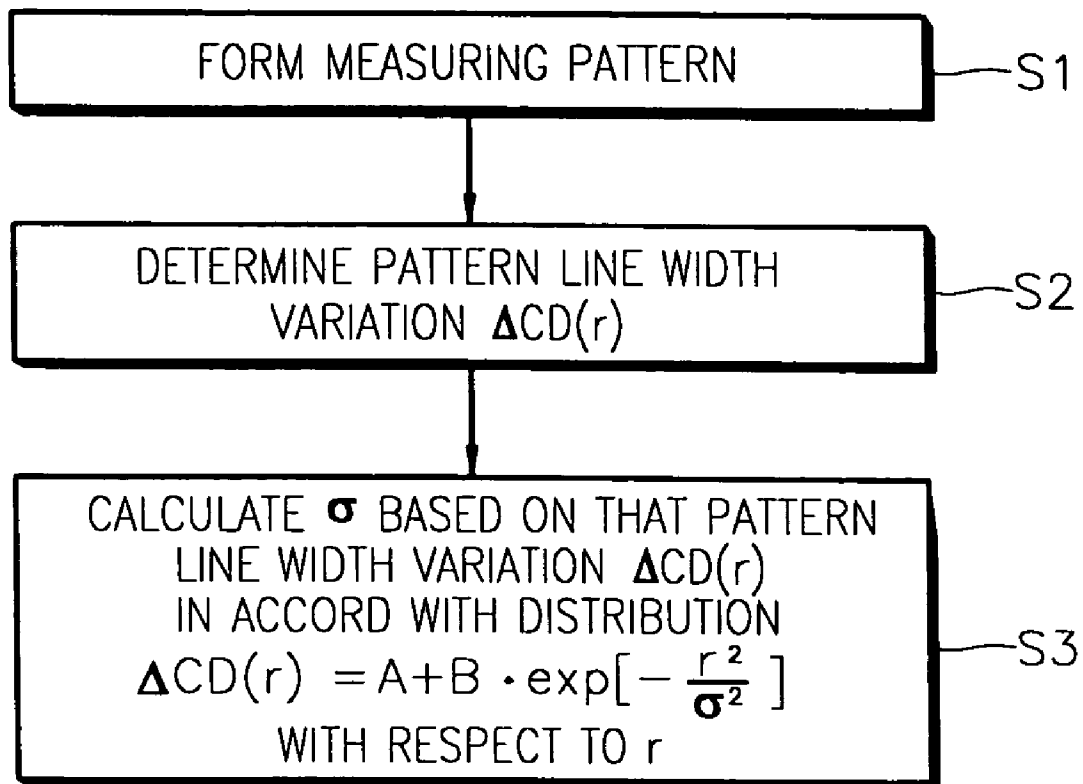 FORM MEASURING PATTERN
S1
DETERMINE PATTERN LINE WIDTH
VARIATION ΔCD(r)
S2
CALCULATE σ BASED ON THAT PATTERN
LINE WIDTH VARIATION ΔCD(r)
IN ACCORD WITH DISTRIBUTION
ΔCD(r) = A+B · exp[- r²/σ² ]
WITH RESPECT TO r
S3